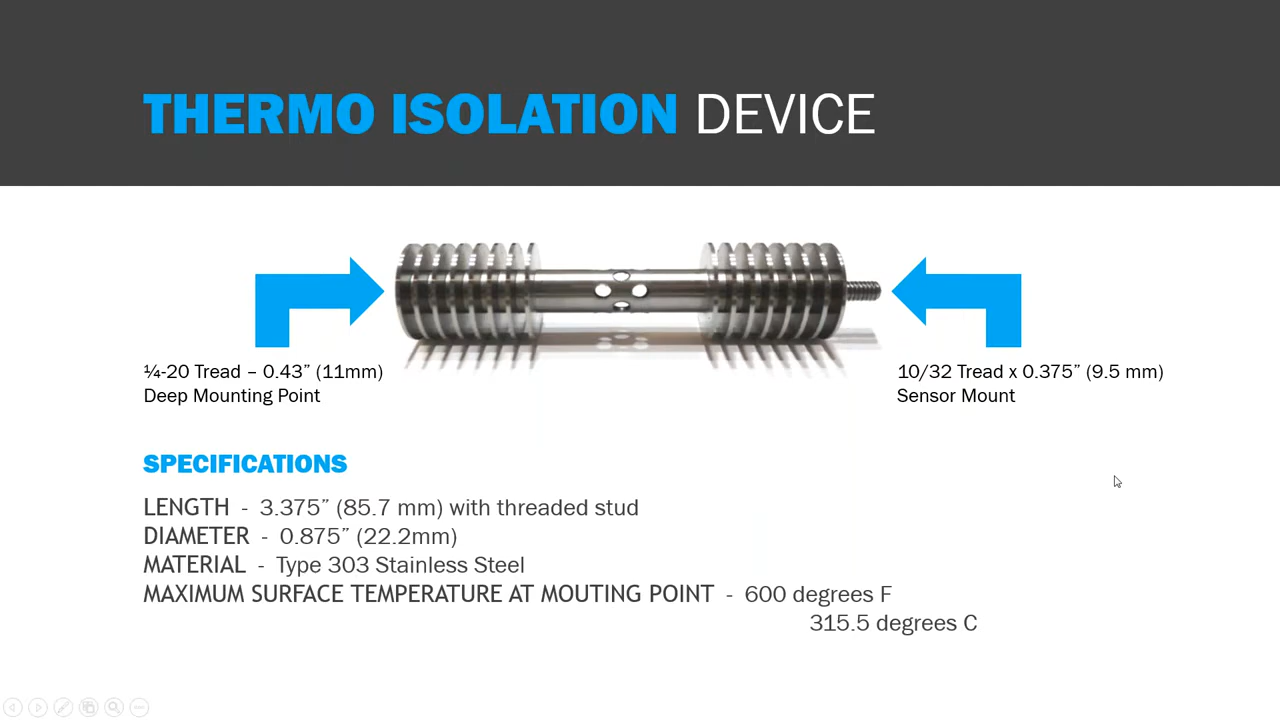 THERMO ISOLATION DEVICE
¼-20 Tread – 0.43” (11mm)
Deep Mounting Point
10/32 Tread x 0.375” (9.5 mm)
Sensor Mount
SPECIFICATIONS
LENGTH - 3.375” (85.7 mm) with threaded stud
DIAMETER - 0.875” (22.2mm)
MATERIAL - Type 303 Stainless Steel
MAXIMUM SURFACE TEMPERATURE AT MOUTING POINT - 600 degrees F
315.5 degrees C